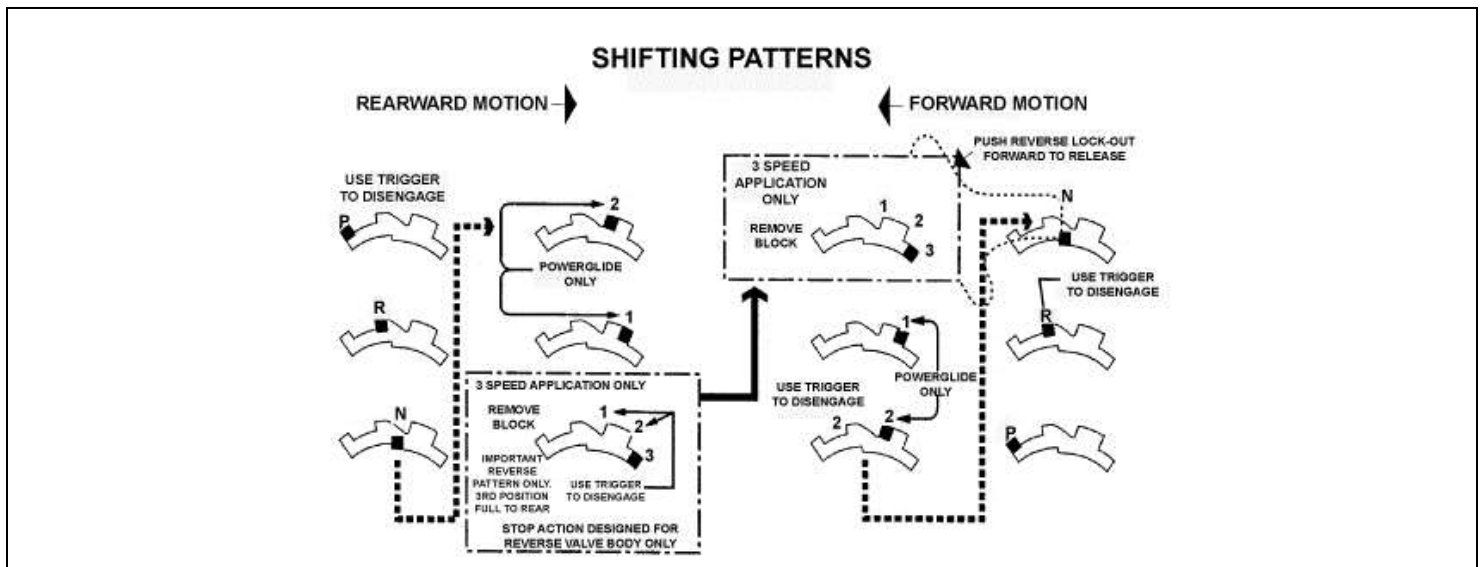 SHIFTING PATTERNS
REARWARD MOTION
FORWARD MOTION
USE TRIGGER
TO DISENGAGE
P
R
N
2
POWERGLIDE
ONLY
1
3 SPEED APPLICATION ONLY
REMOVE
BLOCK
1
2
3
IMPORTANT
REVERSE
PATTERN ONLY.
3RD POSITION
FULL TO REAR
USE TRIGGER
TO DISENGAGE
STOP ACTION DESIGNED FOR
REVERSE VALVE BODY ONLY
3 SPEED
APPLICATION
ONLY
REMOVE
BLOCK
1
2
3
1
POWERGLIDE
ONLY
USE TRIGGER
TO DISENGAGE
2
2
PUSH REVERSE LOCK-OUT
FORWARD TO RELEASE
N
USE TRIGGER
TO DISENGAGE
R
P